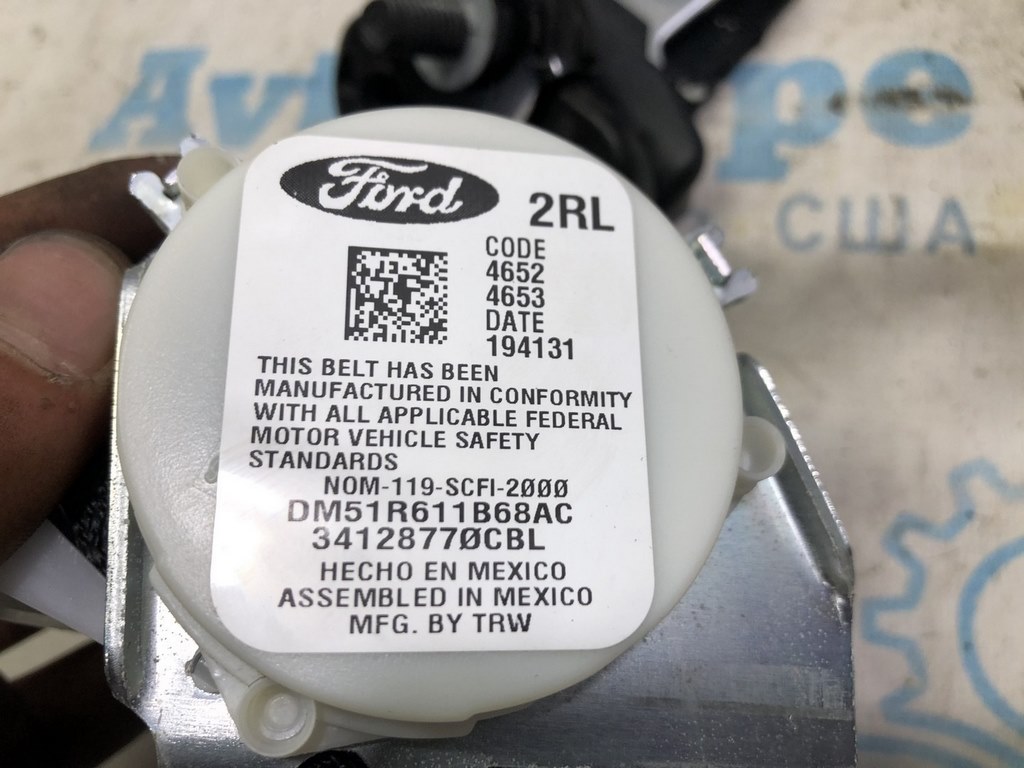 Ford
2RL
CODE
4652
4653
DATE
194131
THIS BELT HAS BEEN
MANUFACTURED IN CONFORMITY
WITH ALL APPLICABLE FEDERAL
MOTOR VEHICLE SAFETY
STANDARDS
NOM-119-SCFI-2000
DM51R611B68AC
34128770CBL
HECHO EN MEXICO
ASSEMBLED IN MEXICO
MFG. BY TRW
США